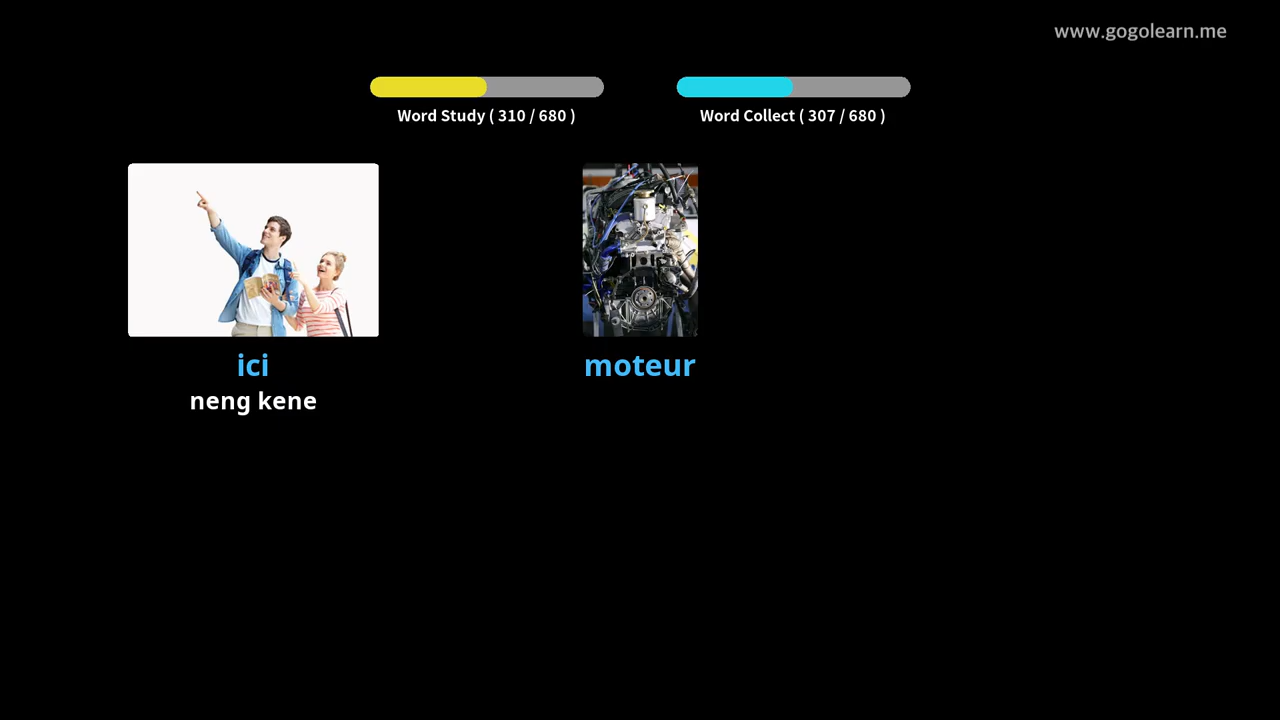 www.gogolearn.me
Word Study ( 310 / 680 )
Word Collect ( 307 / 680 )
ici
neng kene
moteur